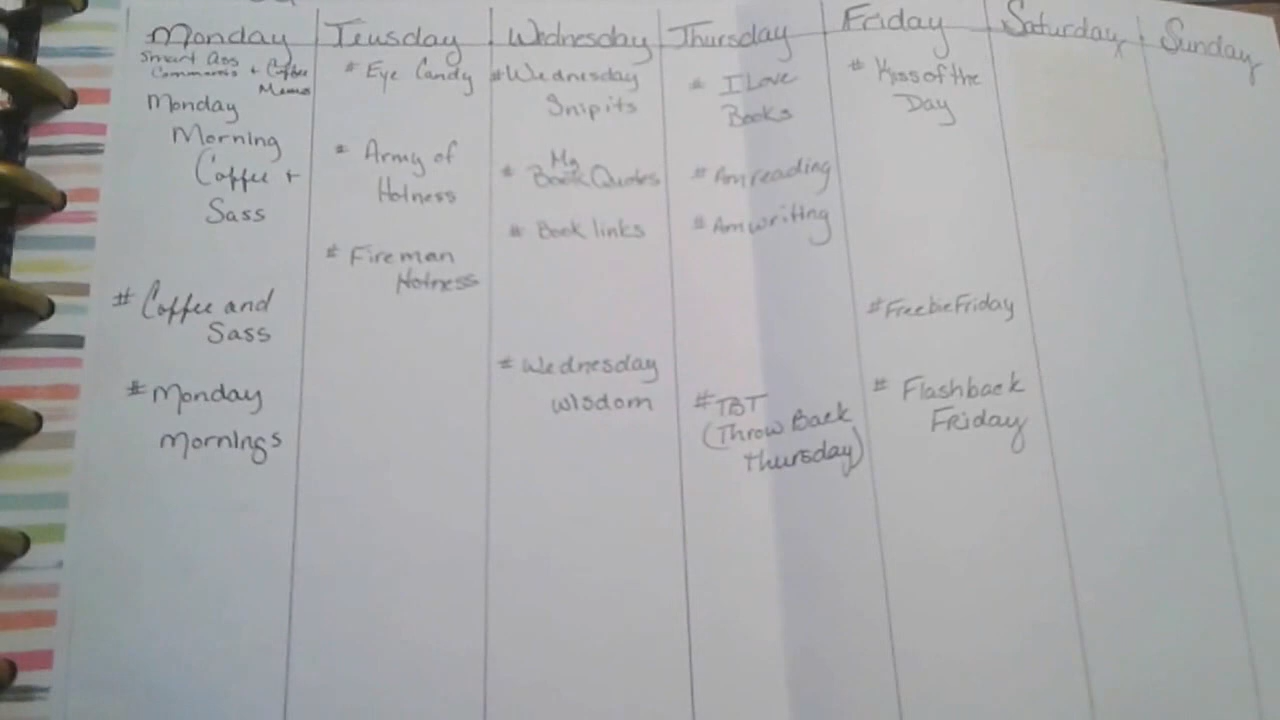 Monday
Smart Ass
Comments + Coffee
Memes
Monday
Morning
Coffee +
Sass
# Coffee and
Sass
# Monday
Mornings
Teusday
# Eye Candy
# Army of
Hotness
# Fireman
Hotness
Wednesday
# Wednesday
Snipits
My
# Book Quotes
# Book links
# Wednesday
wisdom
Thursday
# I Love
Books
# Amreading
# Amwriting
# TBT
(Throw Back
Thursday)
Friday
# Kiss of the
Day
#FreebieFriday
# Flashback
Friday
Saturday
Sunday